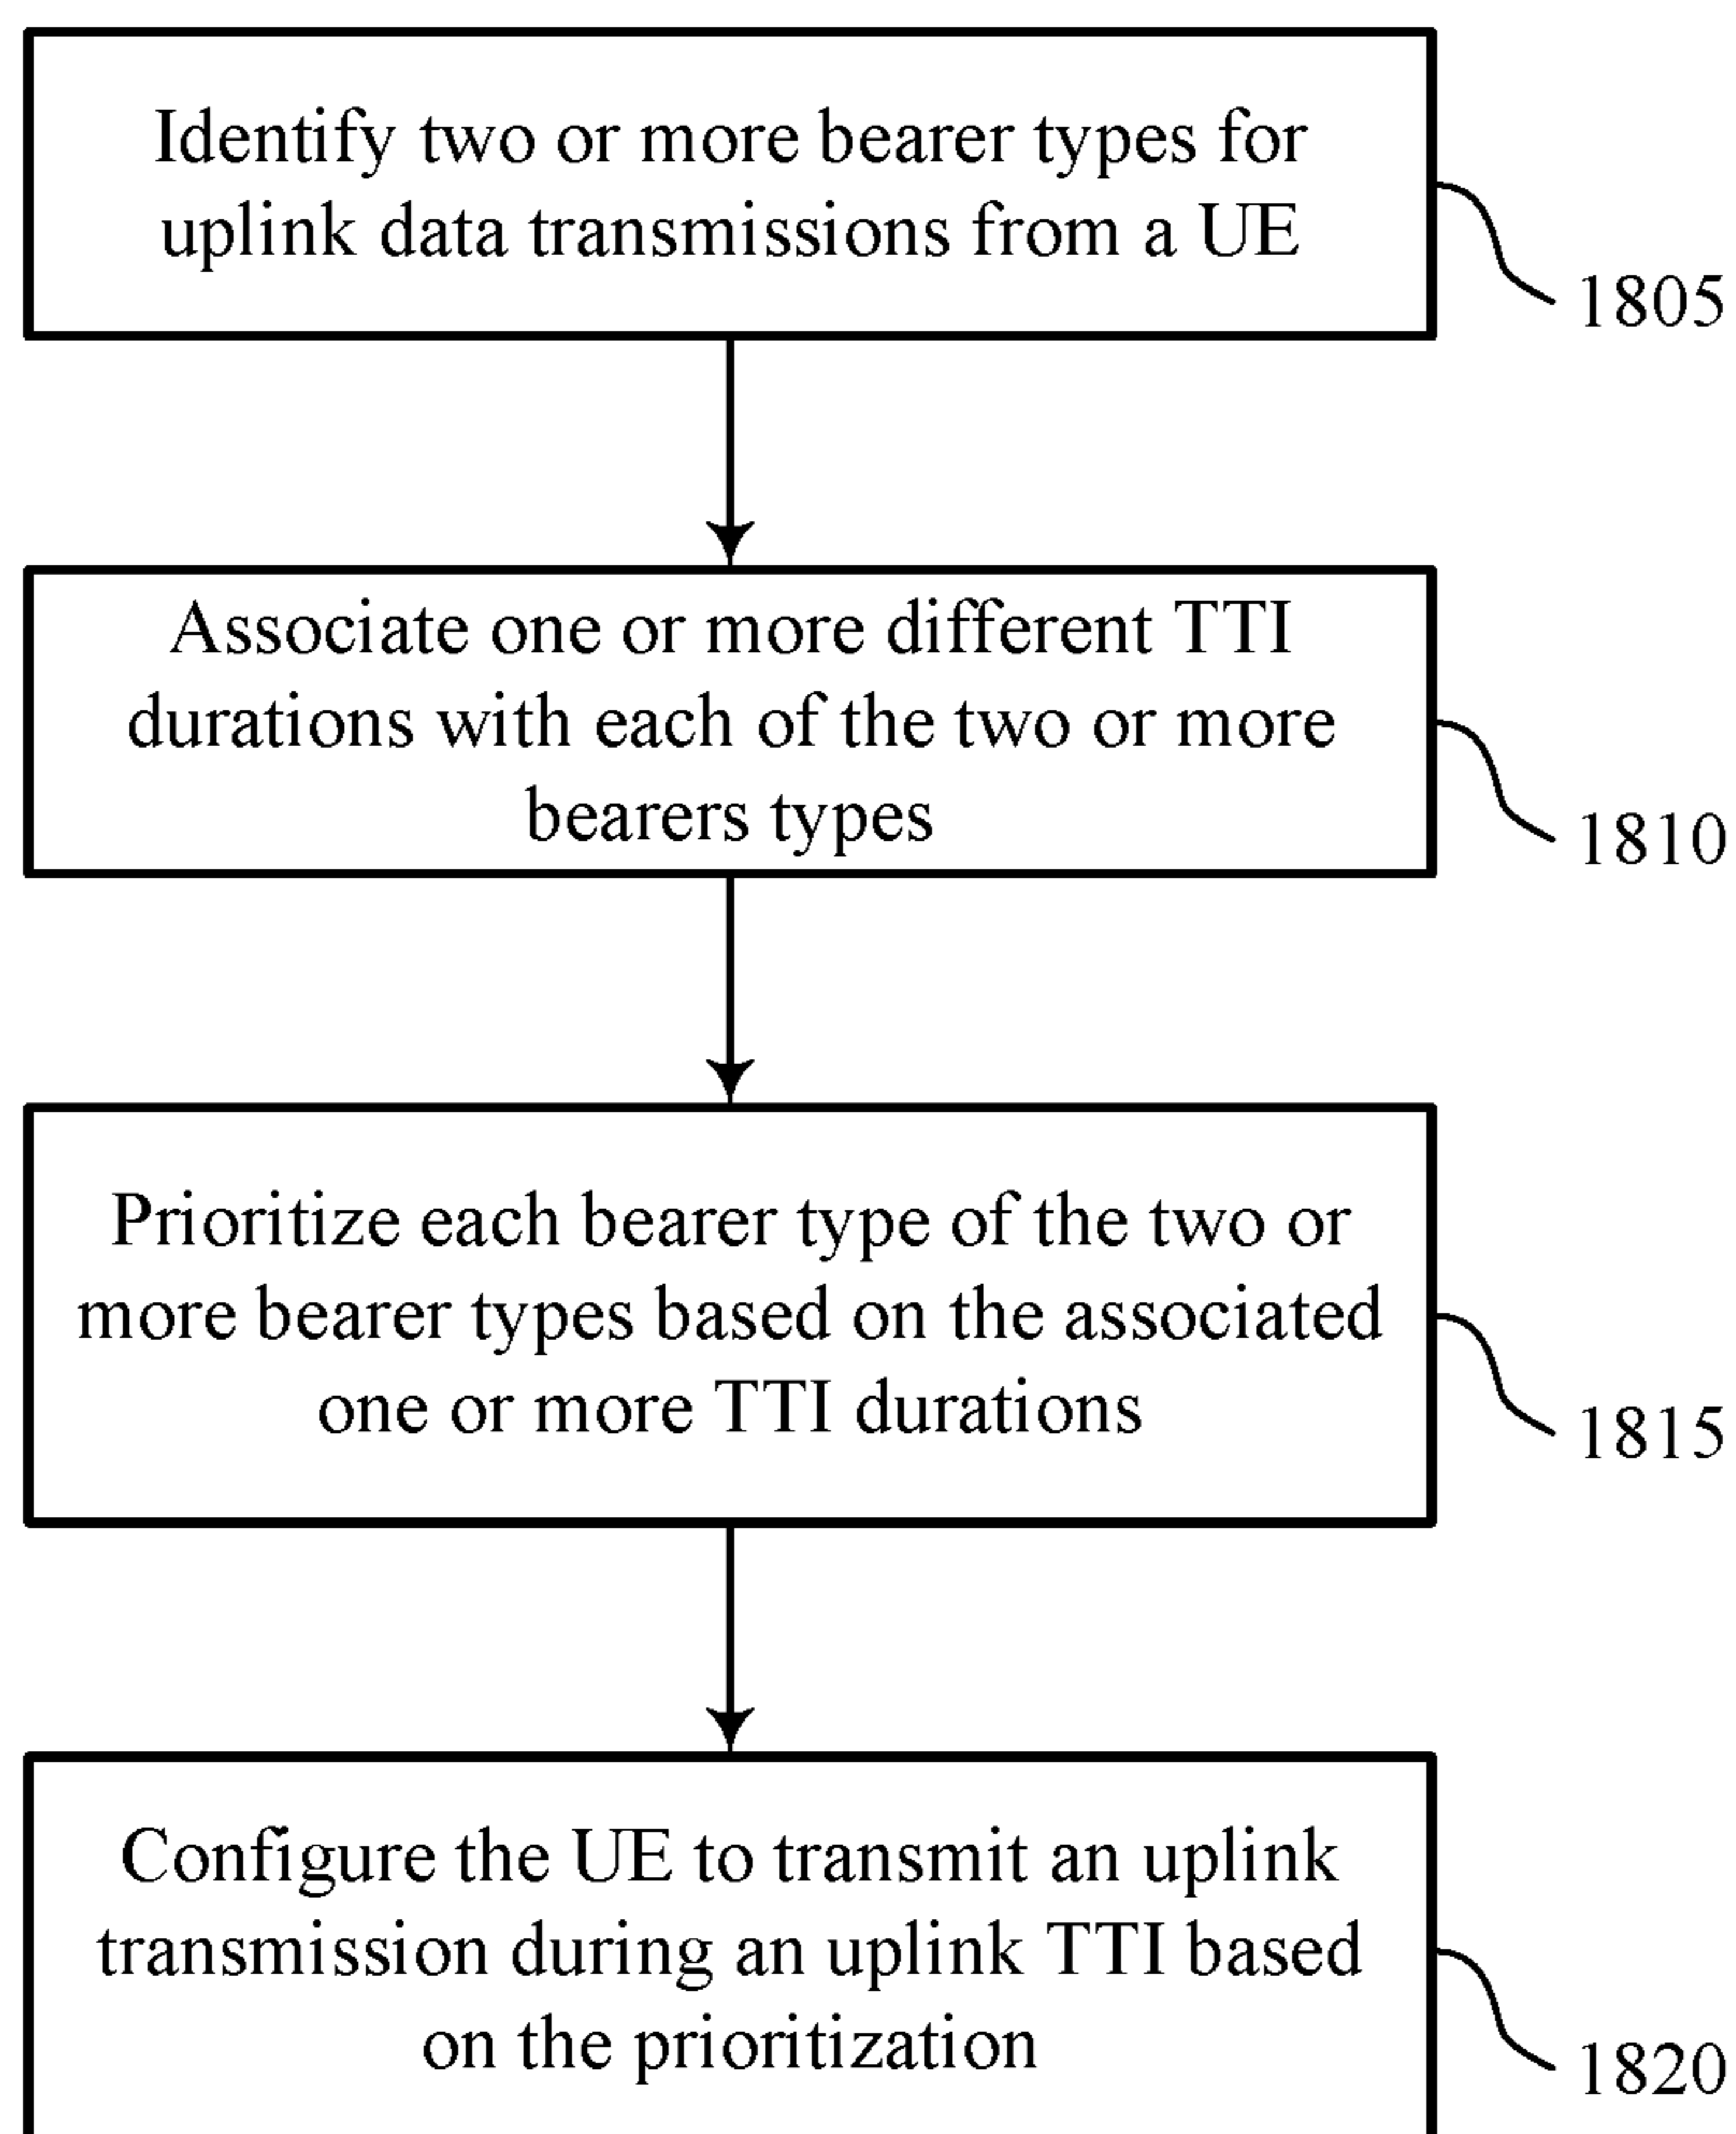 Identify two or more bearer types for
uplink data transmissions from a UE
1805
Associate one or more different TTI
durations with each of the two or more
bearers types
1810
Prioritize each bearer type of the two or
more bearer types based on the associated
one or more TTI durations
1815
Configure the UE to transmit an uplink
transmission during an uplink TTI based
on the prioritization
1820